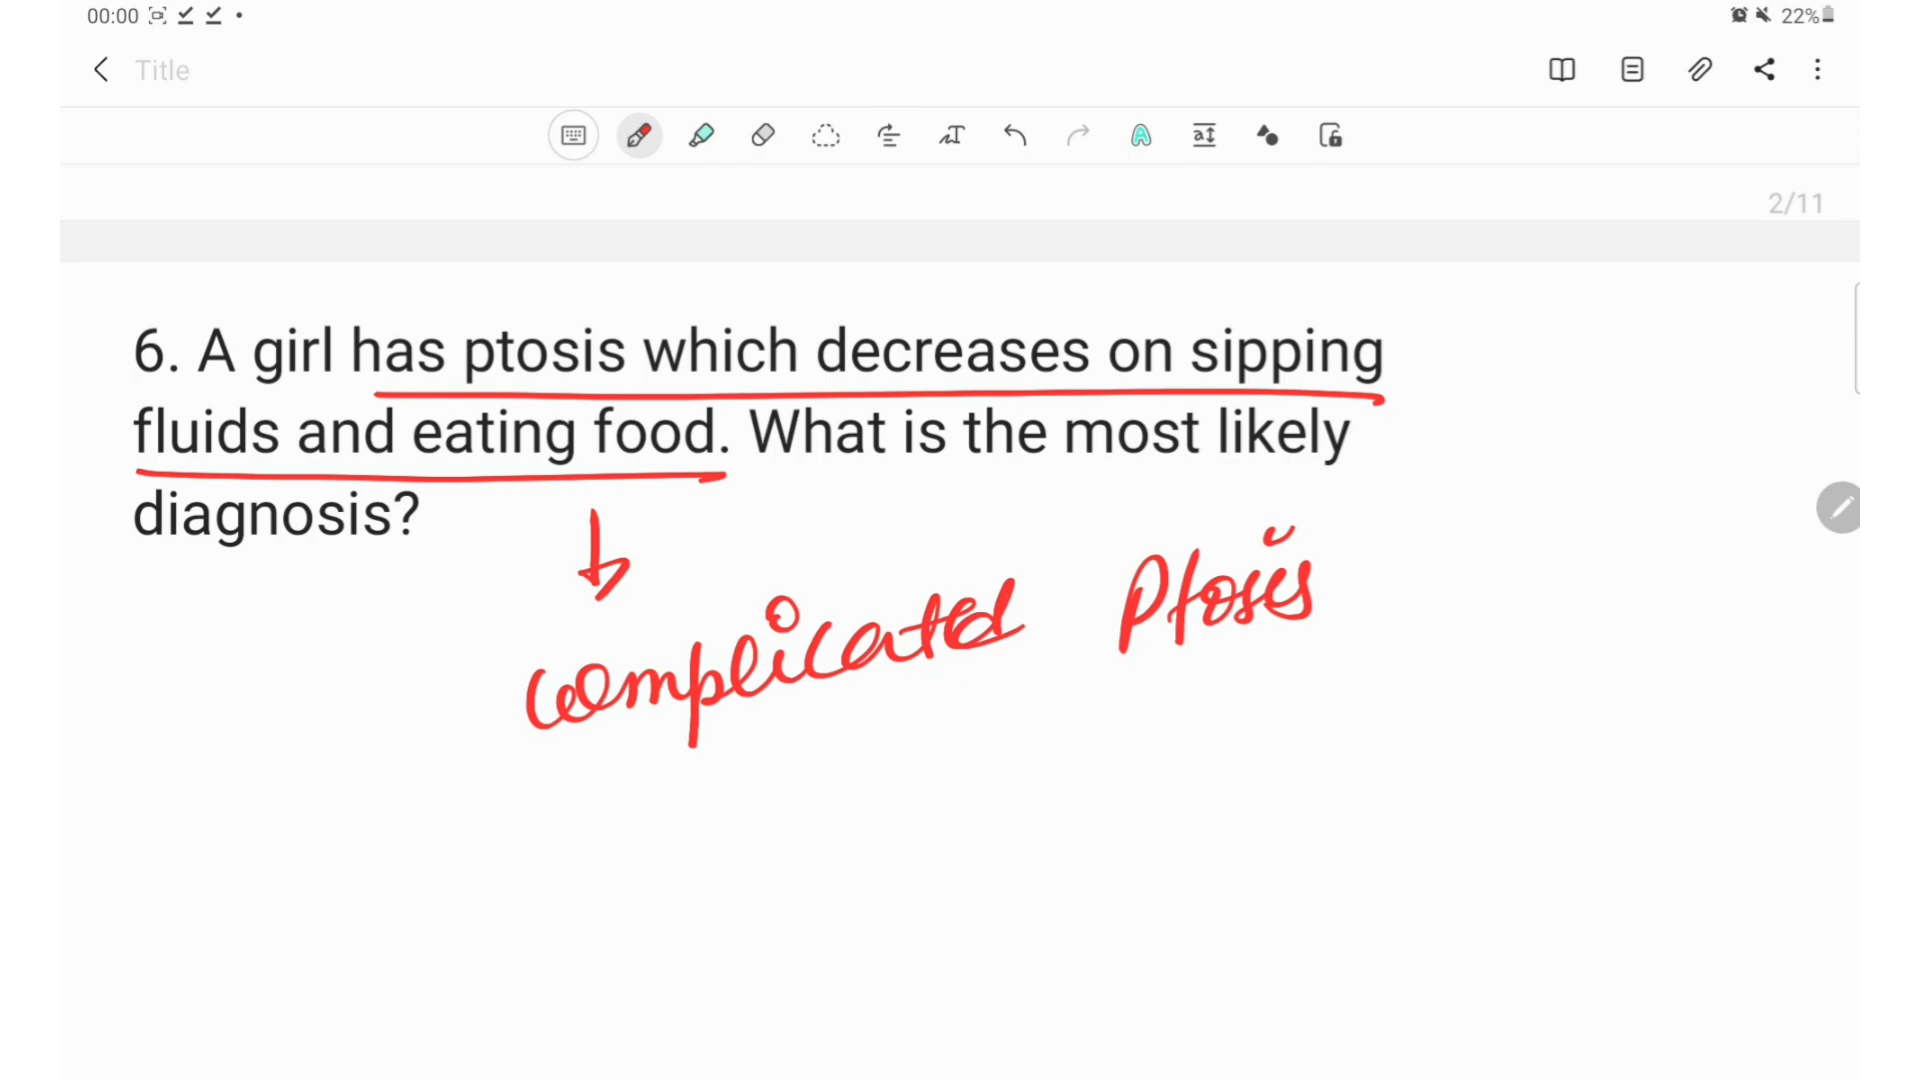 00:00
22%
Title
2/11
6. A girl has ptosis which decreases on sipping
fluids and eating food. What is the most likely
diagnosis?
complicated Ptosis